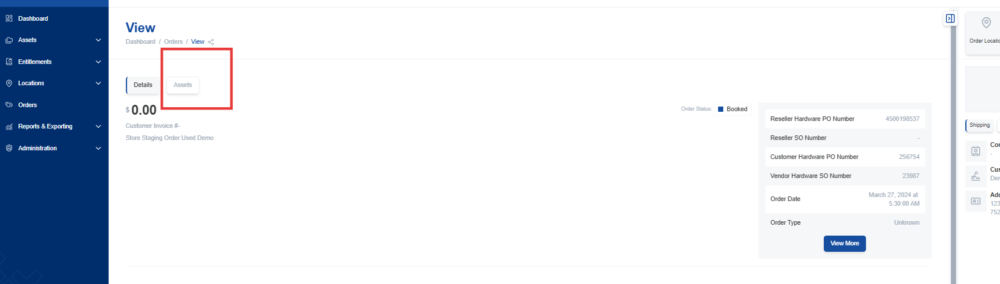 Dashboard
Assets
Entitlements
Locations
Orders
Reports & Exporting
Administration
View
Dashboard / Orders / View
Details
Assets
$ 0.00
Customer Invoice #-
Store Staging Order Used Demo
Order Status: Booked
Reseller Hardware PO Number 4500198537
Reseller SO Number -
Customer Hardware PO Number 256754
Vendor Hardware SO Number 23987
Order Date March 27, 2024 at
5:30:00 AM
Order Type Unknown
View More
Order Locatio
Shipping
Cor
-
Cus
Der
Add
123
752